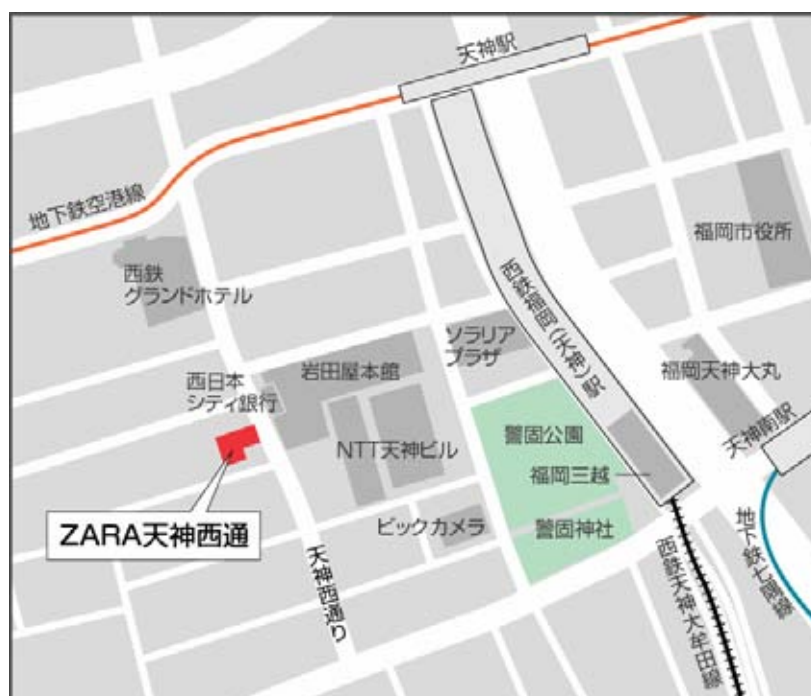 天神駅
地下鉄空港線
福岡市役所
西鉄
グランドホテル
西鉄福岡(天神)駅
ソラリア
プラザ
岩田屋本館
福岡天神大丸
西日本
シティ銀行
天神南駅
警固公園
NTT天神ビル
福岡三越
ZARA天神西通
ビックカメラ
警固神社
地下鉄七隈線
天神西通り
西鉄天神大牟田線